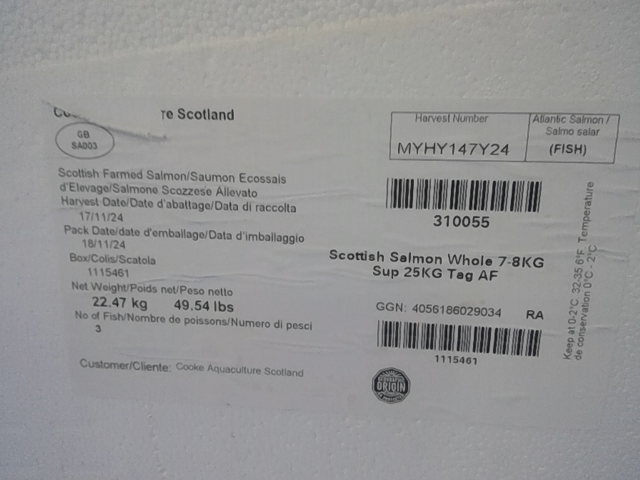 re Scotland
GB
SA003
Scottish Farmed Salmon/Saumon Ecossais
d'Elevage/Salmone Scozzese Allevato
Harvest Date/Date d'abattage/Data di raccolta
17/11/24
Pack Date/date d'emballage/Data d'imballaggio
18/11/24
Box/Colis/Scatola
1115461
Net Weight/Poids net/Peso netto
22.47 kg 49.54 lbs
No of Fish/Nombre de poissons/Numero di pesci
3
Customer/Cliente: Cooke Aquaculture Scotland
Harvest Number
MYHY147Y24
Atlantic Salmon /
Salmo salar
(FISH)
310055
Scottish Salmon Whole 7-8KG
Sup 25KG Tag AF
GGN: 4056186029034 RA
1115461
ORIGIN
Keep at 0-2°C. 32-35.6°F. Temperature
de conservation 0°C - 2°C